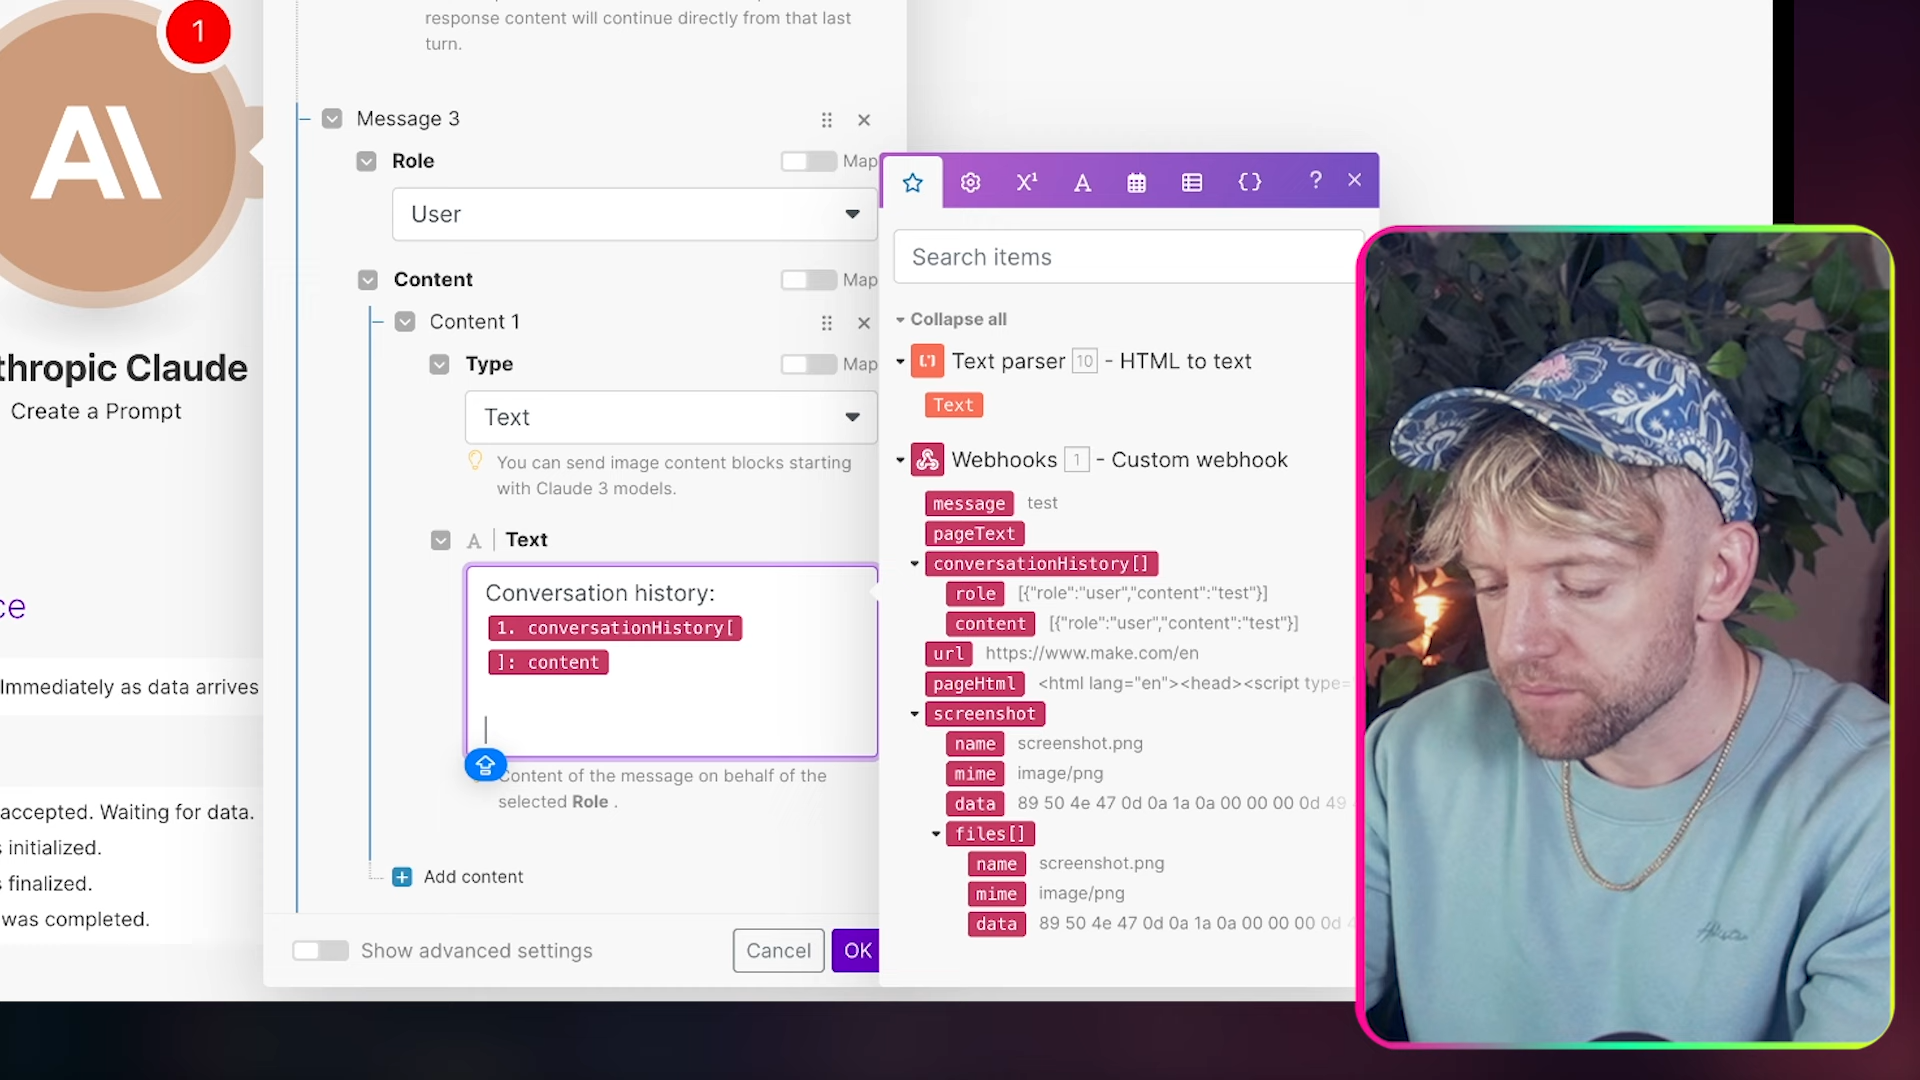 1
response content will continue directly from that last
turn.
Message 3
Role
Map
User
Content
Map
Content 1
Type
Map
Text
You can send image content blocks starting
with Claude 3 models.
A | Text
Conversation history:
1. conversationHistory[
]: content
Content of the message on behalf of the
selected Role .
Add content
Show advanced settings
Cancel
OK
thropic Claude
Create a Prompt
ce
Immediately as data arrives
accepted. Waiting for data.
s initialized.
s finalized.
was completed.
Search items
Collapse all
Text parser 10 - HTML to text
Text
Webhooks 1 - Custom webhook
message test
pageText
conversationHistory[]
role [{"role":"user","content":"test"}]
content [{"role":"user","content":"test"}]
url https://www.make.com/en
pageHtml <html lang="en"><head><script type=
screenshot
name screenshot.png
mime image/png
data 89 50 4e 47 0d 0a 1a 0a 00 00 00 0d 49
files[]
name screenshot.png
mime image/png
data 89 50 4e 47 0d 0a 1a 0a 00 00 00 0d 4